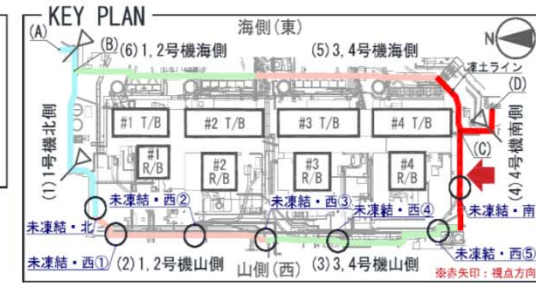 KEY PLAN
海側(東)
(A)
(B)
(6)1,2号機海側
(5)3,4号機海側
N
凍土ライン
(D)
#1 T/B
#2 T/B
#3 T/B
#4 T/B
(C)
(1)1号機北側
#1
R/B
#2
R/B
#3
R/B
#4
R/B
(4)4号機南側
未凍結・北
未凍結・西②
未凍結・西③
未凍結・西④
未凍結・南
未凍結・西①
(2)1,2号機山側
山側(西)
(3)3,4号機山側
未凍結・西⑤
※赤矢印:視点方向